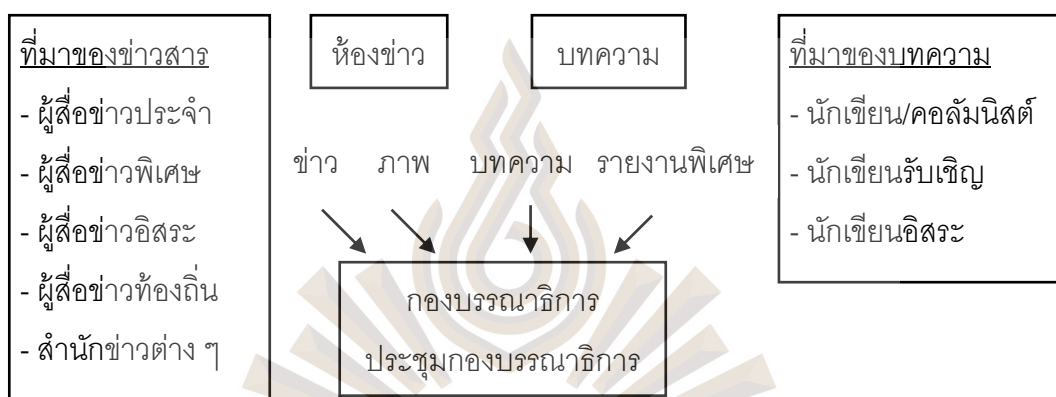 ที่มาของข่าวสาร
- ผู้สื่อข่าวประจำ
- ผู้สื่อข่าวพิเศษ
- ผู้สื่อข่าวอิสระ
- ผู้สื่อข่าวท้องถิ่น
- สำนักข่าวต่าง ๆ
ห้องข่าว
บทความ
ข่าว ภาพ บทความ รายงานพิเศษ
กองบรรณาธิการ
ประชุมกองบรรณาธิการ
ที่มาของบทความ
- นักเขียน/คอลัมนิสต์
- นักเขียนรับเชิญ
- นักเขียนอิสระ